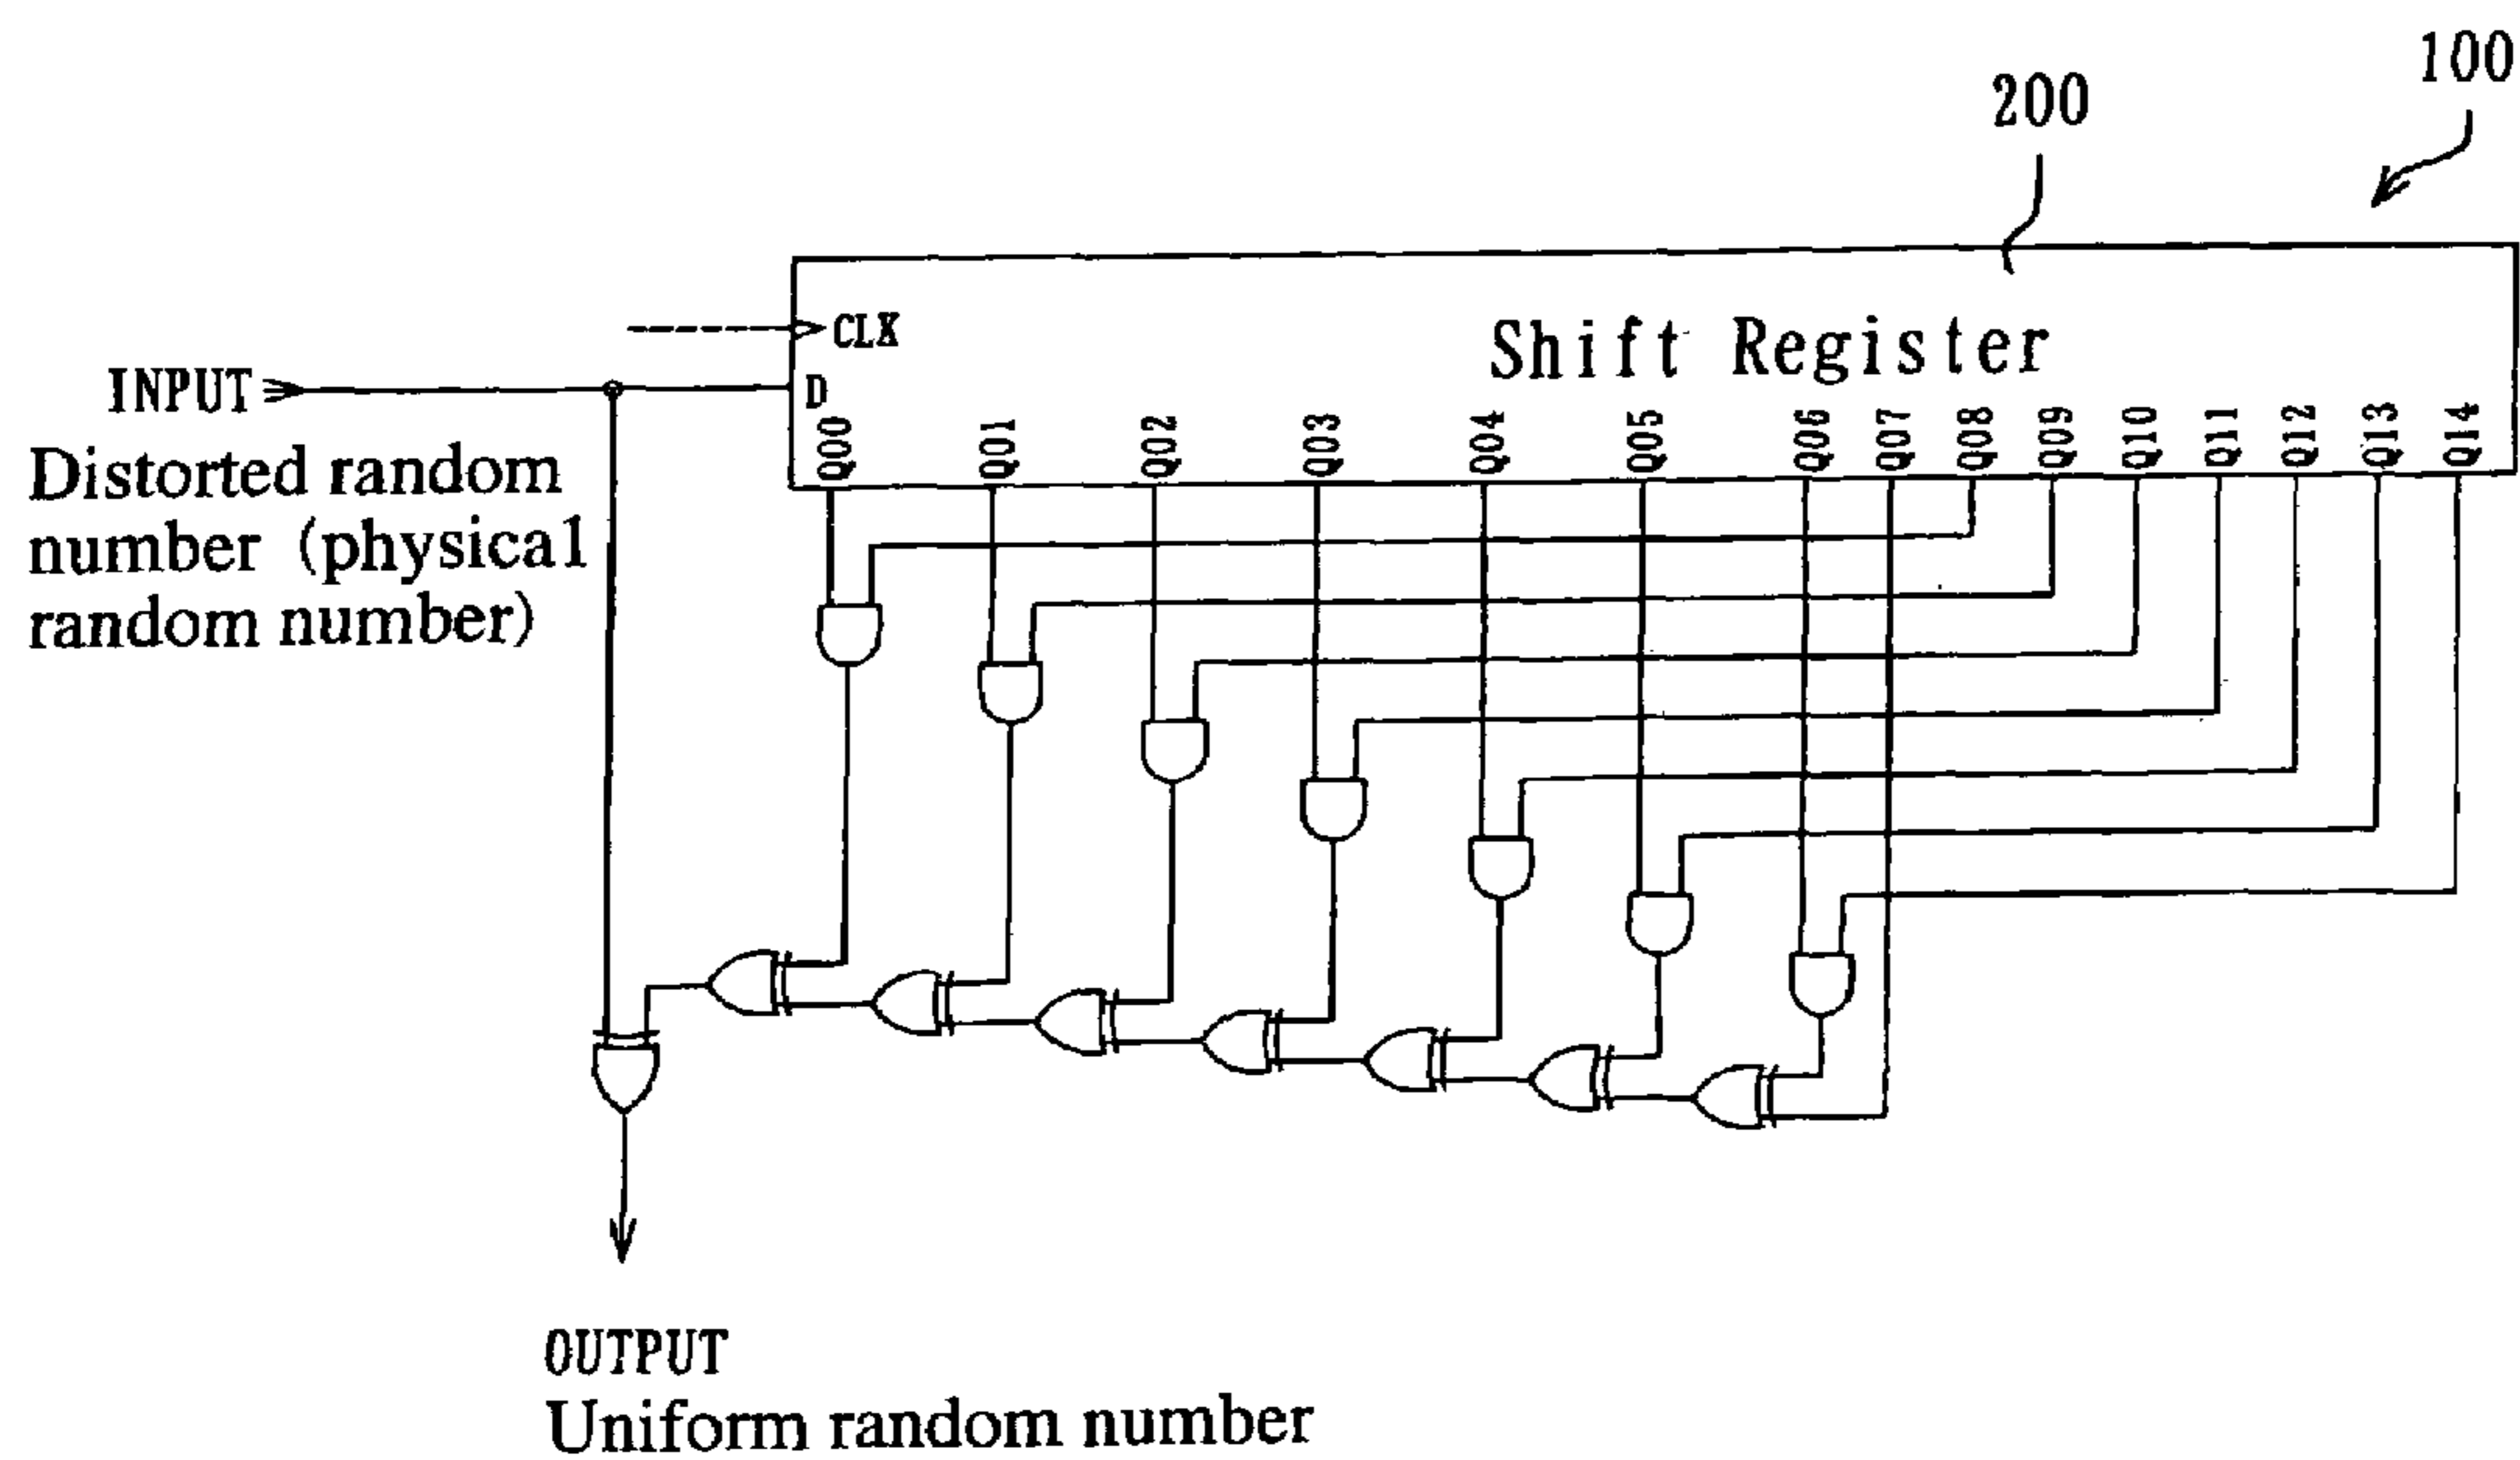 100
200
CLK
Shift Register
INPUT
D
Q00 Q01 Q02 Q03 Q04 Q05 Q06 Q07 Q08 Q09 Q10 Q11 Q12 Q13 Q14
Distorted random
number (physical
random number)
OUTPUT
Uniform random number